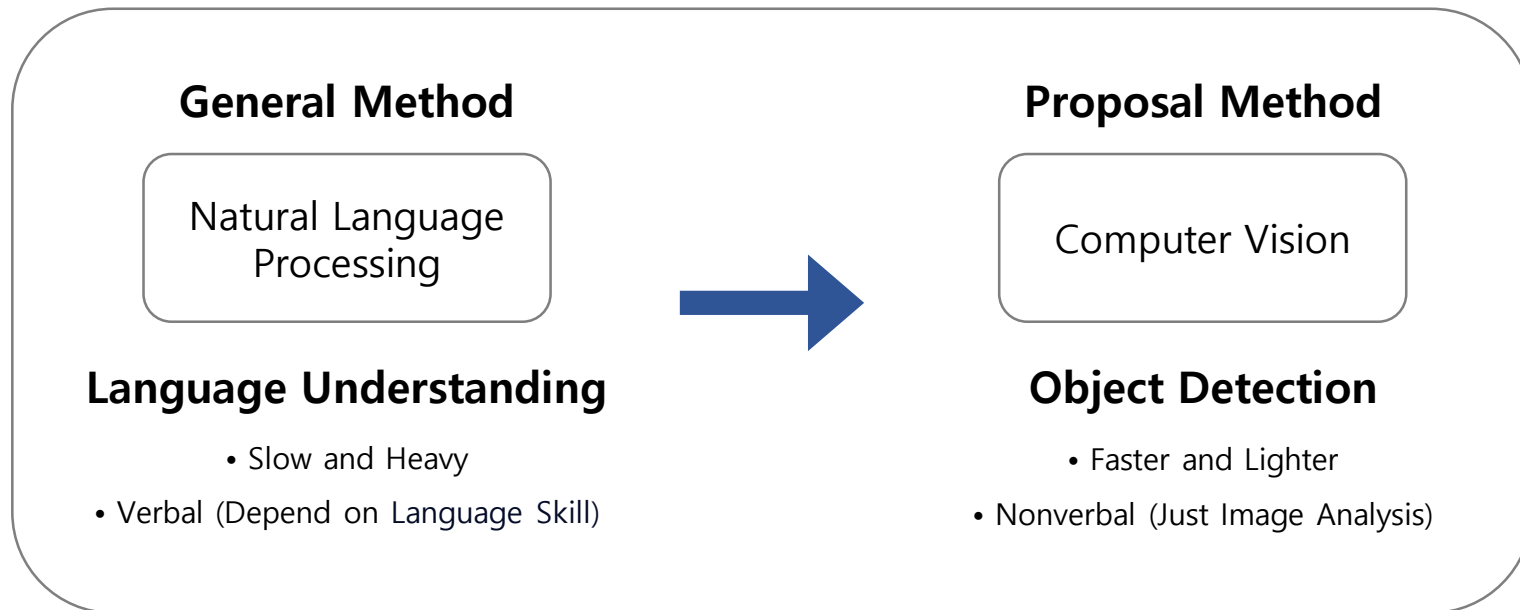 General Method
Natural Language
Processing
Language Understanding
• Slow and Heavy
• Verbal (Depend on Language Skill)
Proposal Method
Computer Vision
Object Detection
• Faster and Lighter
• Nonverbal (Just Image Analysis)